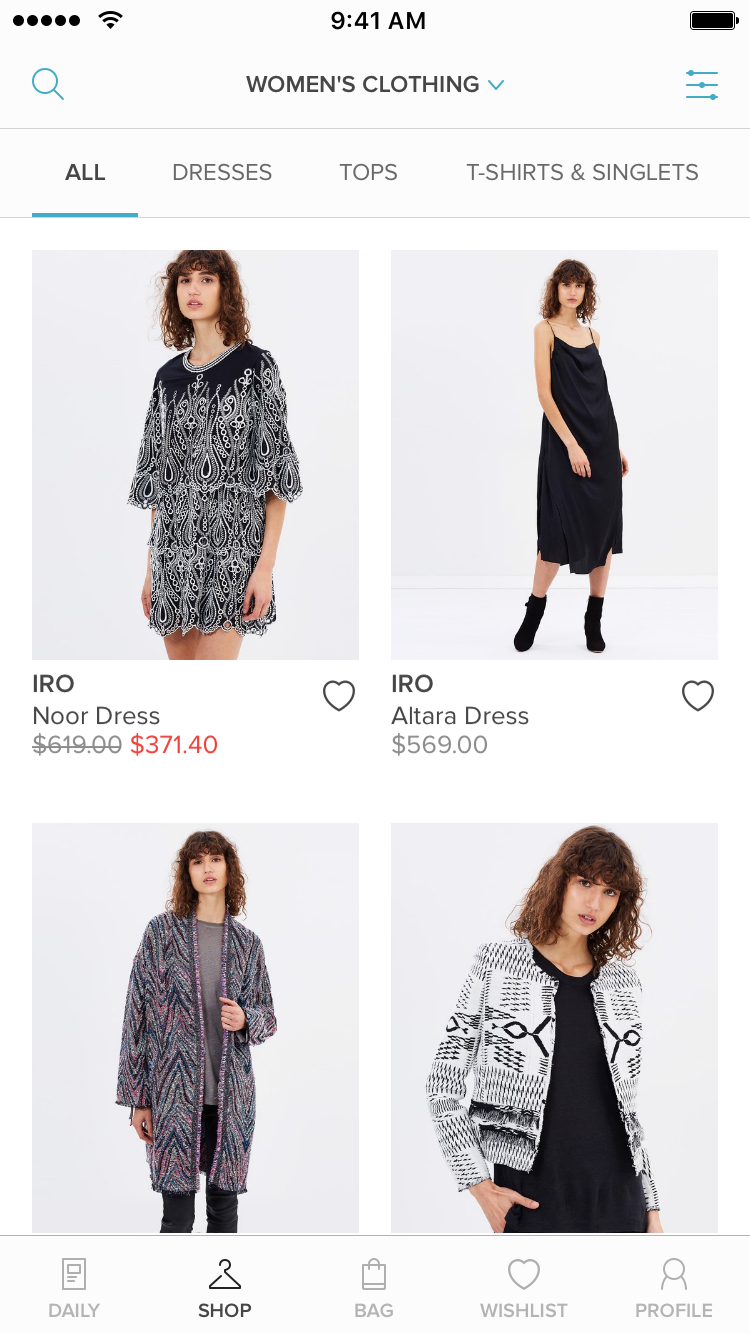 9:41 AM
WOMEN'S CLOTHING
ALL DRESSES TOPS T-SHIRTS & SINGLETS
IRO
Noor Dress
$619.00 $371.40
IRO
Altara Dress
$569.00
DAILY SHOP BAG WISHLIST PROFILE